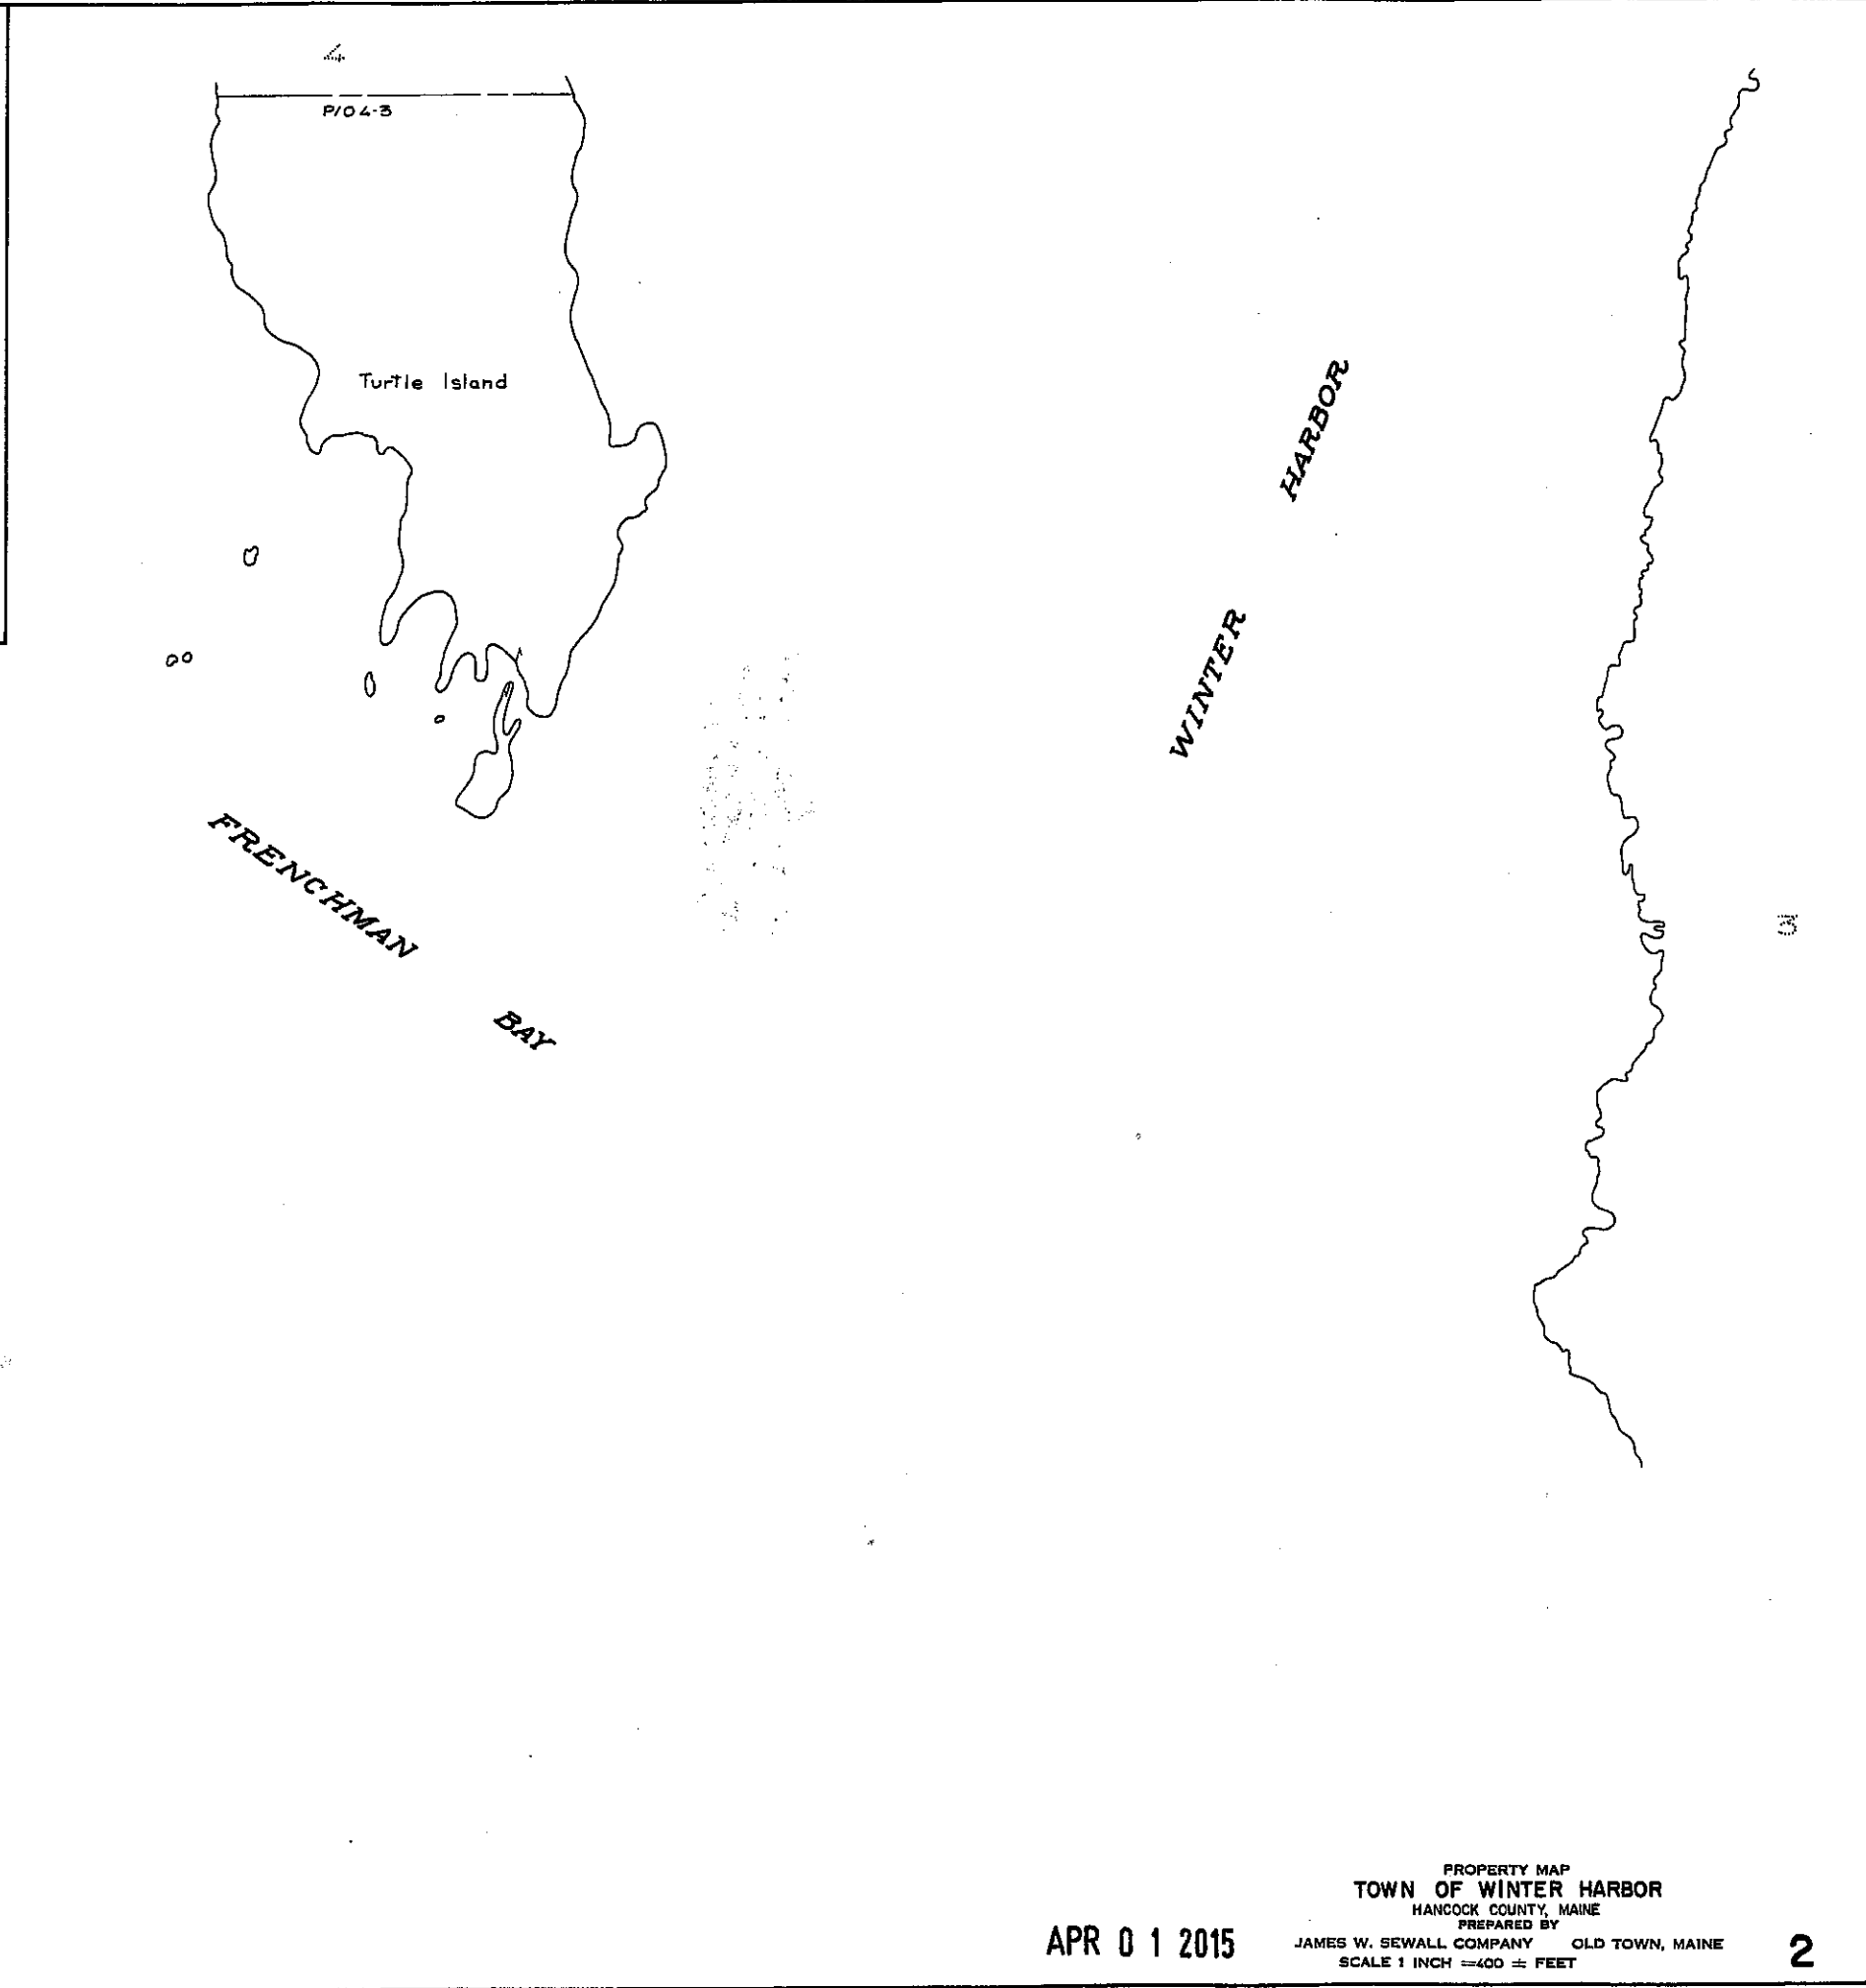 4
P/O 4-3
Turtle Island
HARBOR
WINTER
FRENCHMAN
BAY
3
PROPERTY MAP
TOWN OF WINTER HARBOR
HANCOCK COUNTY, MAINE
PREPARED BY
JAMES W. SEWALL COMPANY OLD TOWN, MAINE
SCALE 1 INCH = 400 ± FEET
APR 0 1 2015
2